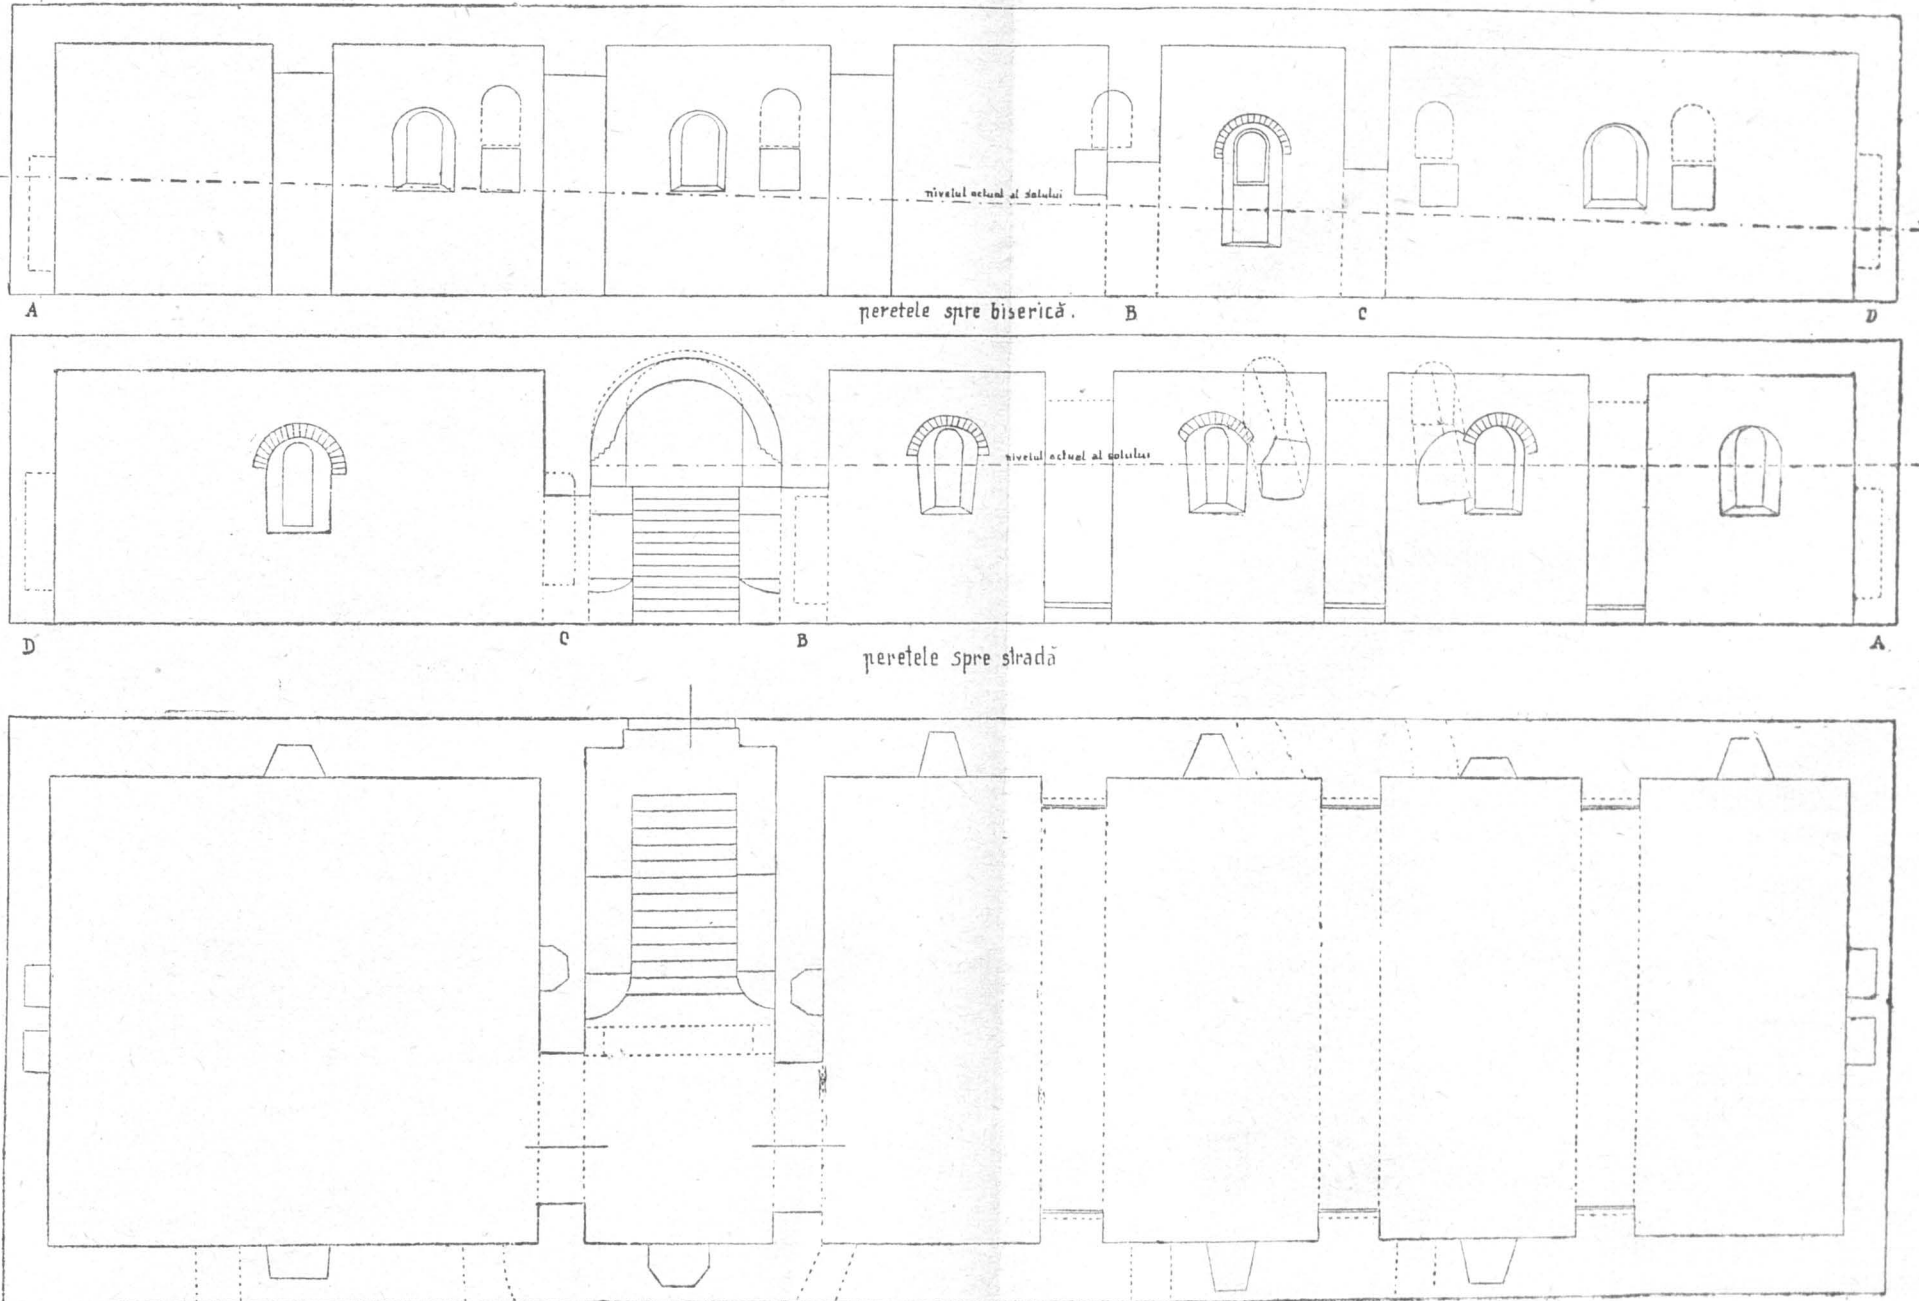 nivelul actual al solului
A
peretele spre biserică.
B
C
D
nivelul actual al solului
D
C
B
A
peretele spre stradă